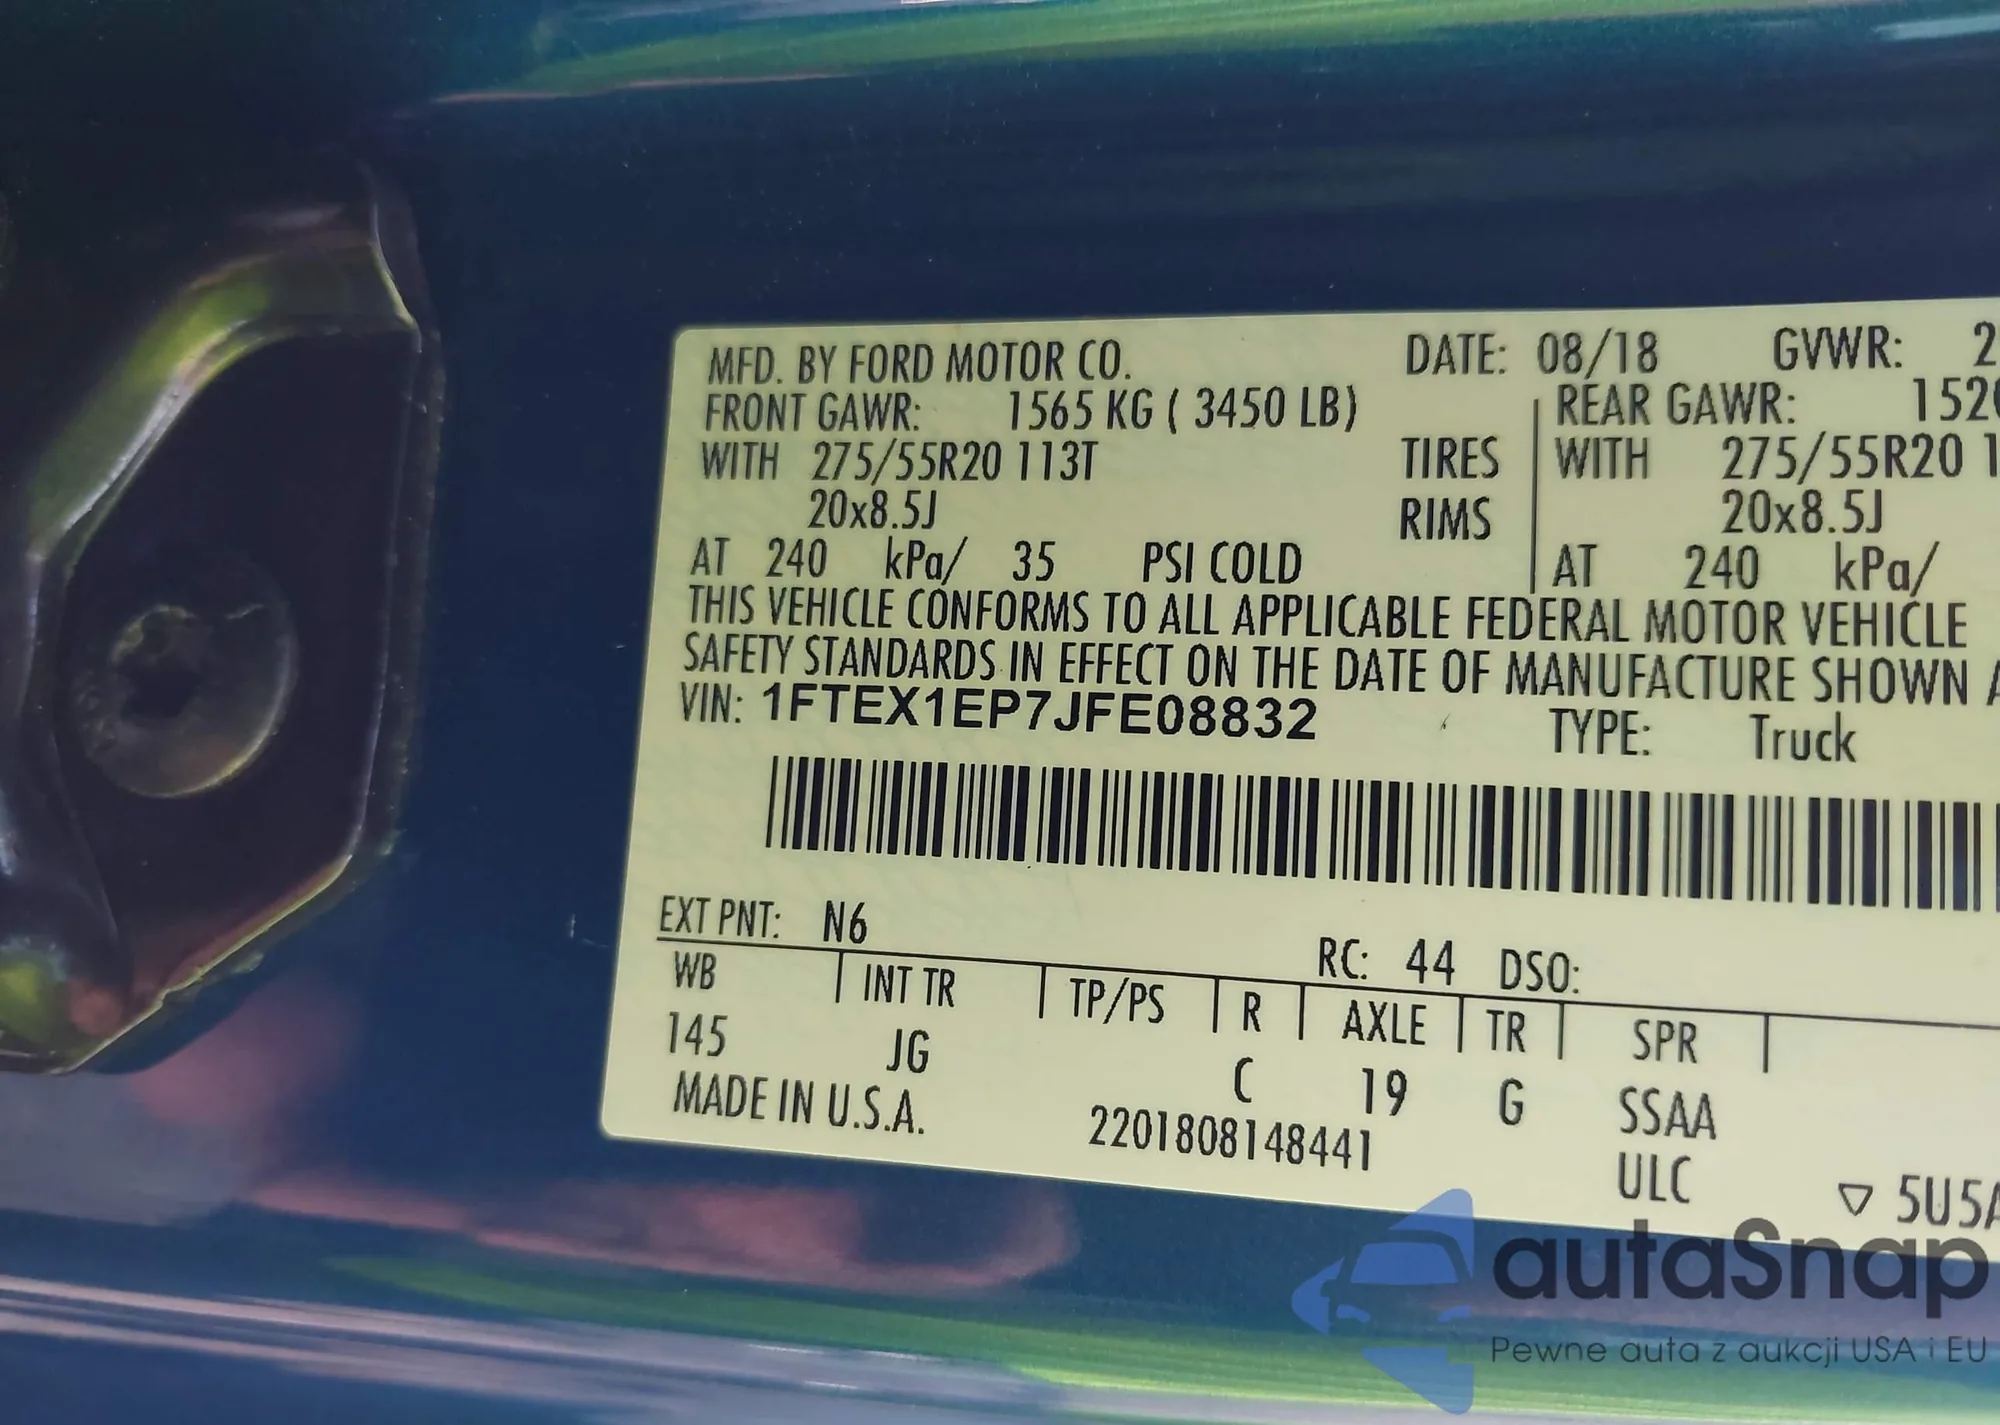 MFD. BY FORD MOTOR CO. DATE: 08/18 GVWR: 2
FRONT GAWR: 1565 KG ( 3450 LB) REAR GAWR: 152
WITH 275/55R20 113T TIRES WITH 275/55R20 1
20x8.5J RIMS 20x8.5J
AT 240 kPa/ 35 PSI COLD AT 240 kPa/
THIS VEHICLE CONFORMS TO ALL APPLICABLE FEDERAL MOTOR VEHICLE
SAFETY STANDARDS IN EFFECT ON THE DATE OF MANUFACTURE SHOWN A
VIN: 1FTEX1EP7JFE08832 TYPE: Truck
EXT PNT: N6 RC: 44 DSO:
WB INT TR TP/PS R AXLE TR SPR
145 JG C 19 G SSAA
MADE IN U.S.A. 2201808148441 ULC
▽ 5U5A
autaSnap
Pewne auta z aukcji USA i EU